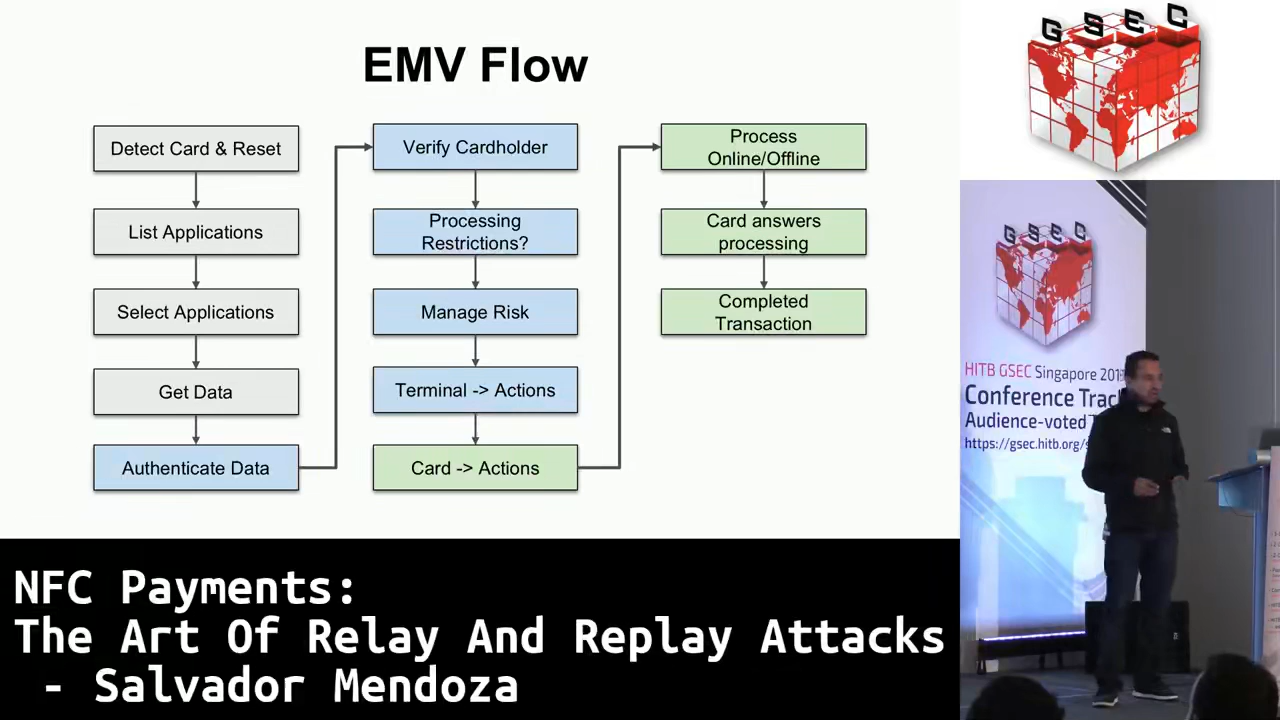 EMV Flow
Detect Card & Reset
List Applications
Select Applications
Get Data
Authenticate Data
Verify Cardholder
Processing
Restrictions?
Manage Risk
Terminal -> Actions
Card -> Actions
Process
Online/Offline
Card answers
processing
Completed
Transaction
NFC Payments:
The Art Of Relay And Replay Attacks
- Salvador Mendoza
GSEC
GSEC
HITB GSEC Singapore
Conference
Audience-voted
https://gsec.hitb.org/